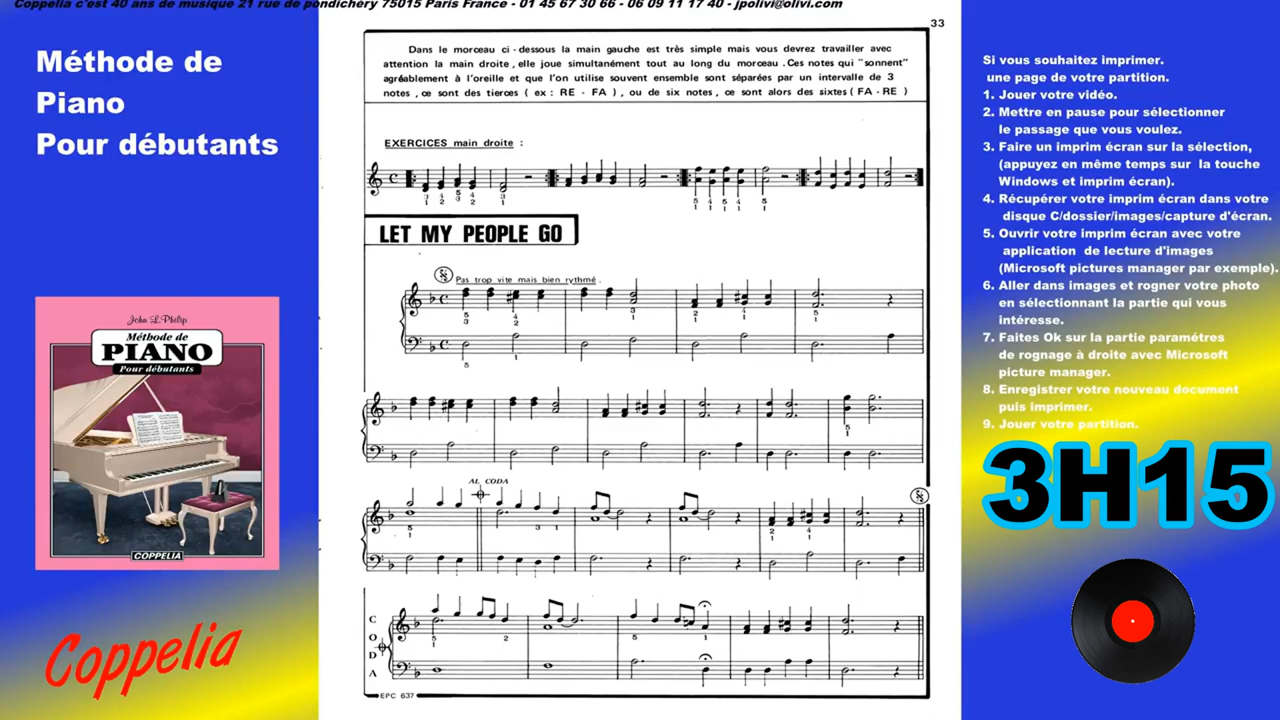 Coppelia c'est 40 ans de musique 21 rue de pondichéry 75015 Paris France - 01 45 67 30 66 - 06 09 11 17 40 - jpolivi@olivi.com
Méthode de
Piano
Pour débutants
John L.Philip
Méthode de
PIANO
Pour débutants
COPPELIA
Coppelia
33
Dans le morceau ci-dessous la main gauche est très simple mais vous devrez travailler avec
attention la main droite, elle joue simultanément tout au long du morceau. Ces notes qui "sonnent"
agréablement à l'oreille et que l'on utilise souvent ensemble sont séparées par un intervalle de 3
notes, ce sont des tierces ( ex : RE - FA ), ou de six notes, ce sont alors des sixtes ( FA - RE )
EXERCICES main droite :
LET MY PEOPLE GO
Pas trop vite mais bien rythmé.
AL CODA
CODA
EPC 637
Si vous souhaitez imprimer.
une page de votre partition.
1. Jouer votre vidéo.
2. Mettre en pause pour sélectionner
le passage que vous voulez.
3. Faire un imprim écran sur la sélection,
(appuyez en même temps sur la touche
Windows et imprim écran).
4. Récupérer votre imprim écran dans votre
disque C/dossier/images/capture d'écran.
5. Ouvrir votre imprim écran avec votre
application de lecture d'images
(Microsoft pictures manager par exemple).
6. Aller dans images et rogner votre photo
en sélectionnant la partie qui vous
intéresse.
7. Faites Ok sur la partie paramétres
de rognage à droite avec Microsoft
picture manager.
8. Enregistrer votre nouveau document
puis imprimer.
9. Jouer votre partition.
3H15